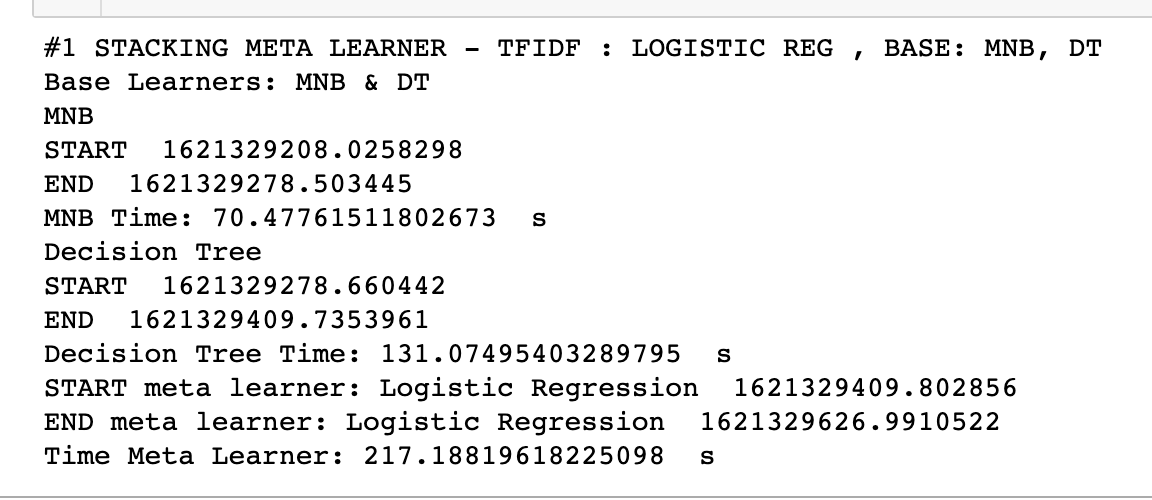 #1 STACKING META LEARNER - TFIDF : LOGISTIC REG , BASE: MNB, DT
Base Learners: MNB & DT
MNB
START  1621329208.0258298
END  1621329278.503445
MNB Time: 70.47761511802673  s
Decision Tree
START  1621329278.660442
END  1621329409.7353961
Decision Tree Time: 131.07495403289795  s
START meta learner: Logistic Regression  1621329409.802856
END meta learner: Logistic Regression  1621329626.9910522
Time Meta Learner: 217.18819618225098  s